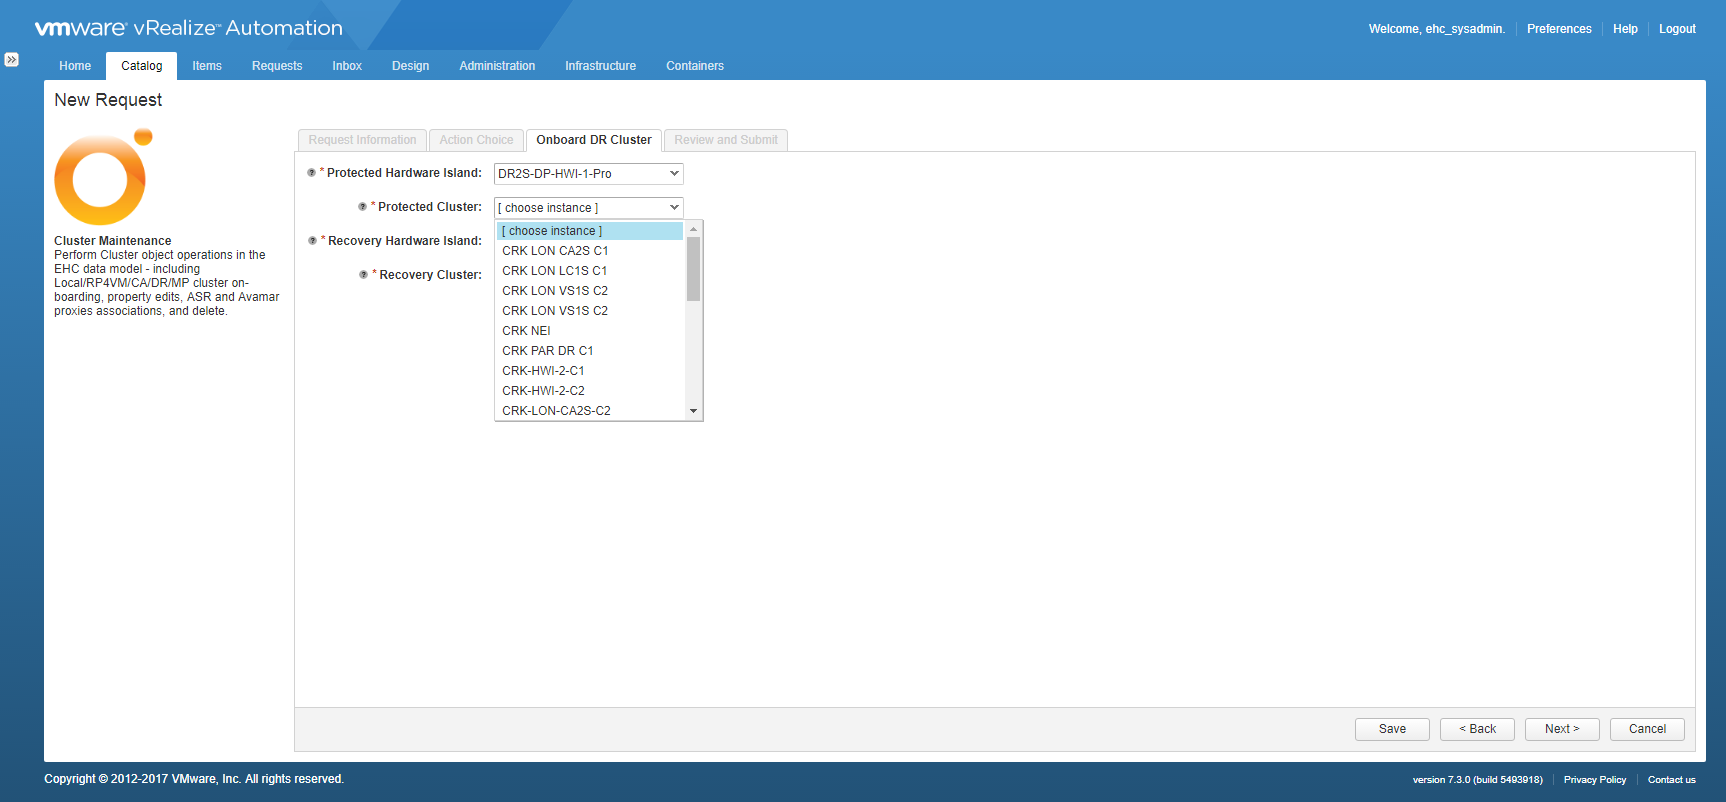 vmware vRealize™ Automation
Welcome, ehc_sysadmin. Preferences Help Logout
Home Catalog Items Requests Inbox Design Administration Infrastructure Containers
New Request
Request Information Action Choice Onboard DR Cluster Review and Submit
? * Protected Hardware Island: DR2S-DP-HWI-1-Pro
? * Protected Cluster: [ choose instance ]
? * Recovery Hardware Island:
? * Recovery Cluster:
[ choose instance ]
CRK LON CA2S C1
CRK LON LC1S C1
CRK LON VS1S C2
CRK LON VS1S C2
CRK NEI
CRK PAR DR C1
CRK-HWI-2-C1
CRK-HWI-2-C2
CRK-LON-CA2S-C2
Cluster Maintenance
Perform Cluster object operations in the
EHC data model - including
Local/RP4VM/CA/DR/MP cluster on-
boarding, property edits, ASR and Avamar
proxies associations, and delete.
Save < Back Next > Cancel
Copyright © 2012-2017 VMware, Inc. All rights reserved.
version 7.3.0 (build 5493918) Privacy Policy Contact us